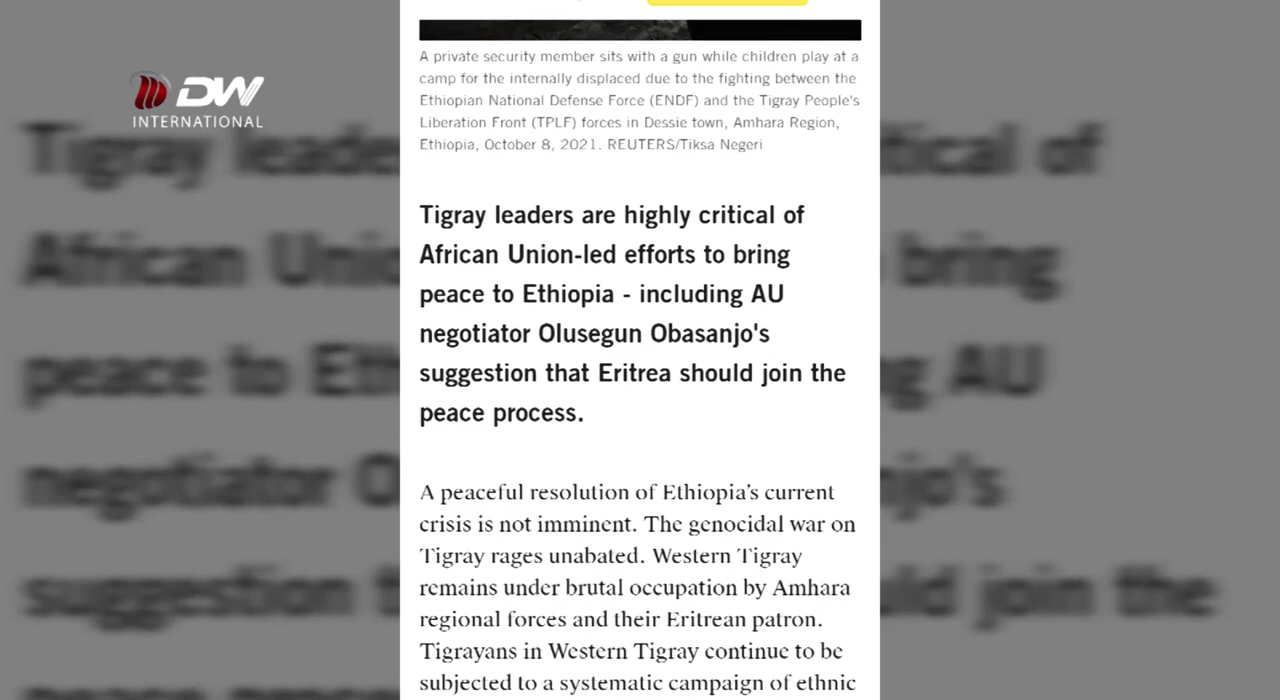 DW
INTERNATIONAL
A private security member sits with a gun while children play at a
camp for the internally displaced due to the fighting between the
Ethiopian National Defense Force (ENDF) and the Tigray People's
Liberation Front (TPLF) forces in Dessie town, Amhara Region,
Ethiopia, October 8, 2021. REUTERS/Tiksa Negeri
Tigray leaders are highly critical of
African Union-led efforts to bring
peace to Ethiopia - including AU
negotiator Olusegun Obasanjo's
suggestion that Eritrea should join the
peace process.
A peaceful resolution of Ethiopia’s current
crisis is not imminent. The genocidal war on
Tigray rages unabated. Western Tigray
remains under brutal occupation by Amhara
regional forces and their Eritrean patron.
Tigrayans in Western Tigray continue to be
subjected to a systematic campaign of ethnic